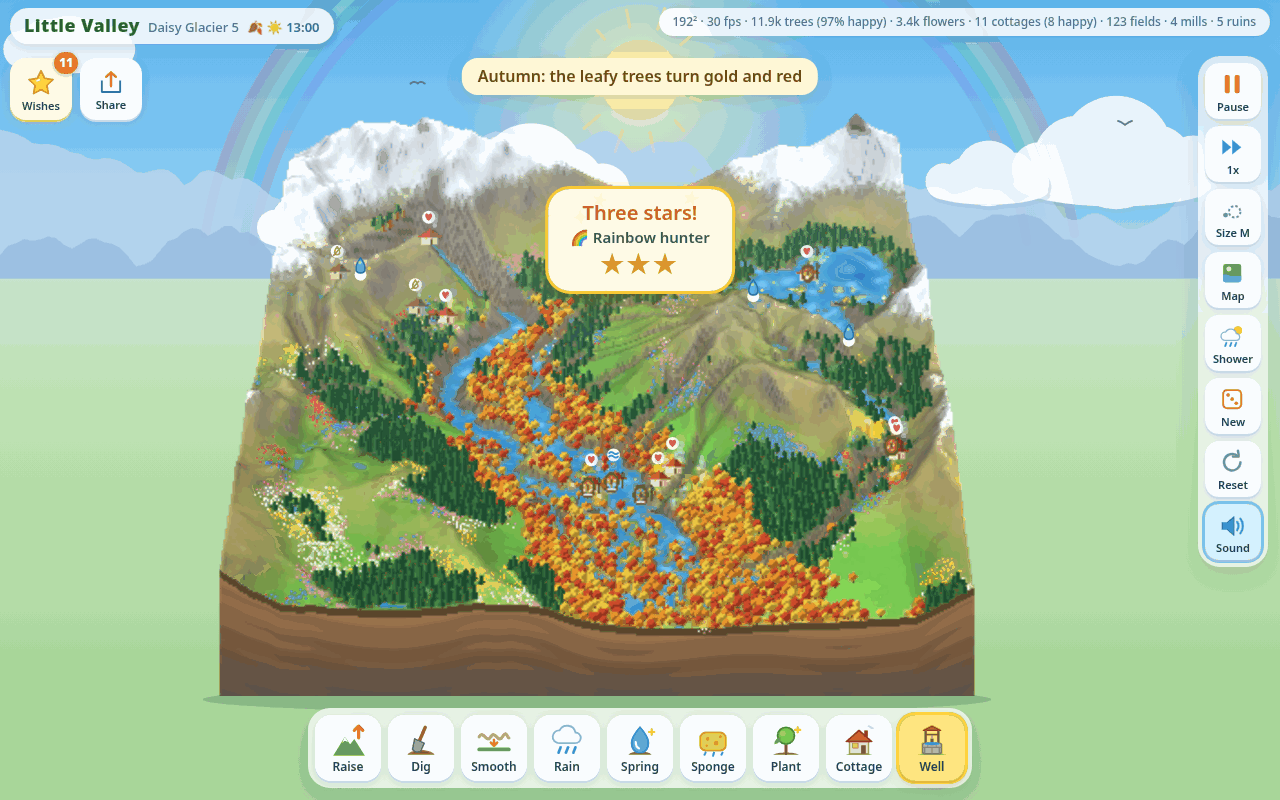 Little Valley Daisy Glacier 5 13:00
192² · 30 fps · 11.9k trees (97% happy) · 3.4k flowers · 11 cottages (8 happy) · 123 fields · 4 mills · 5 ruins
11
Wishes
Share
Autumn: the leafy trees turn gold and red
Three stars!
Rainbow hunter
Pause
1x
Size M
Map
Shower
New
Reset
Sound
Raise
Dig
Smooth
Rain
Spring
Sponge
Plant
Cottage
Well